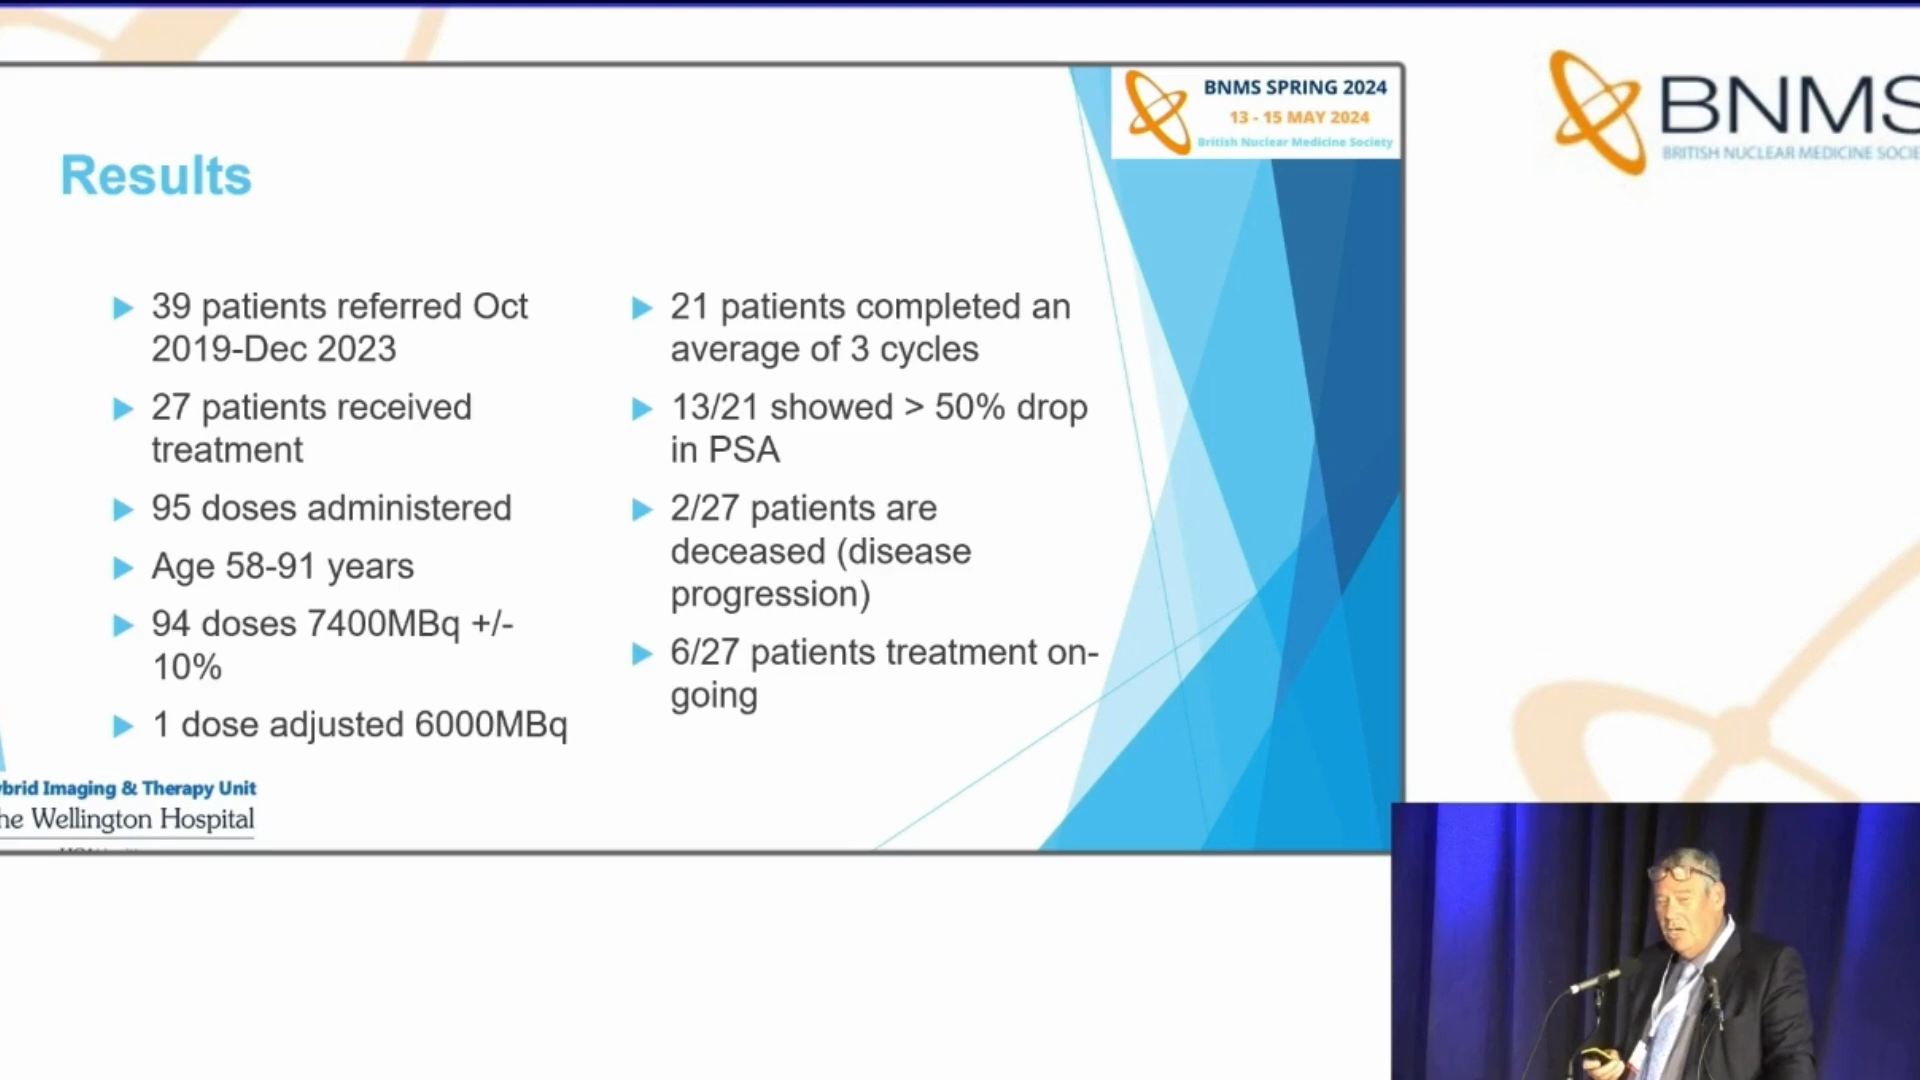 BNMS SPRING 2024
13 - 15 MAY 2024
British Nuclear Medicine Society
BNMS
BRITISH NUCLEAR MEDICINE
Results
39 patients referred Oct
2019-Dec 2023
27 patients received
treatment
95 doses administered
Age 58-91 years
94 doses 7400MBq +/-
10%
1 dose adjusted 6000MBq
21 patients completed an
average of 3 cycles
13/21 showed > 50% drop
in PSA
2/27 patients are
deceased (disease
progression)
6/27 patients treatment on-
going
Imaging & Therapy Unit
Wellington Hospital